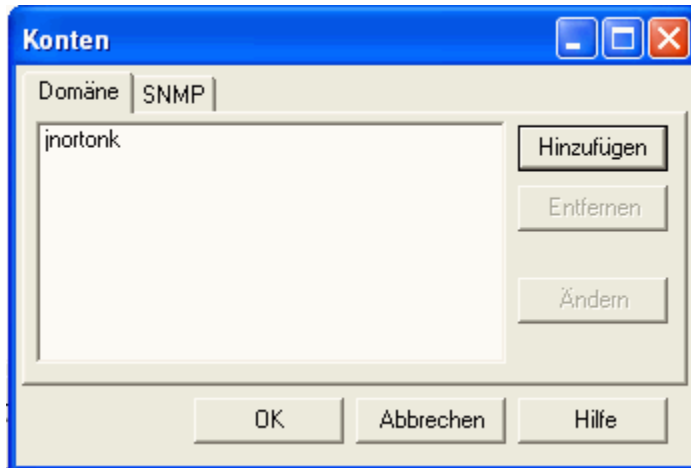 Konten
Domäne SNMP
jnortonk
Hinzufügen
Entfernen
Ändern
OK Abbrechen Hilfe